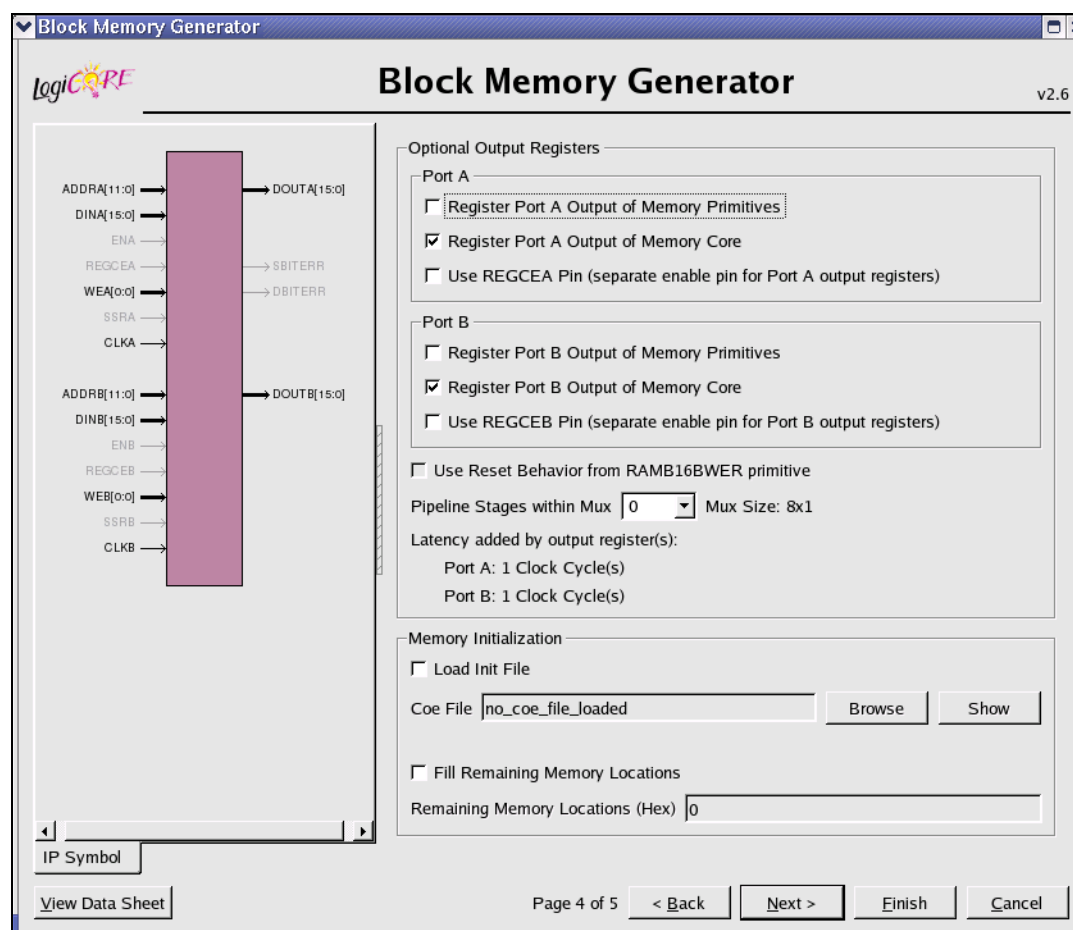 Block Memory Generator
LogiCORE
Block Memory Generator
v2.6
ADDRA[11:0]
DOUTA[15:0]
DINA[15:0]
ENA
REGCEA
SBITERR
WEA[0:0]
DBITERR
SSRA
CLKA
ADDRB[11:0]
DOUTB[15:0]
DINB[15:0]
ENB
REGCEB
WEB[0:0]
SSRB
CLKB
IP Symbol
Optional Output Registers
Port A
Register Port A Output of Memory Primitives
Register Port A Output of Memory Core
Use REGCEA Pin (separate enable pin for Port A output registers)
Port B
Register Port B Output of Memory Primitives
Register Port B Output of Memory Core
Use REGCEB Pin (separate enable pin for Port B output registers)
Use Reset Behavior from RAMB16BWER primitive
Pipeline Stages within Mux 0 Mux Size: 8x1
Latency added by output register(s):
Port A: 1 Clock Cycle(s)
Port B: 1 Clock Cycle(s)
Memory Initialization
Load Init File
Coe File no_coe_file_loaded Browse Show
Fill Remaining Memory Locations
Remaining Memory Locations (Hex) 0
View Data Sheet Page 4 of 5 < Back Next > Finish Cancel